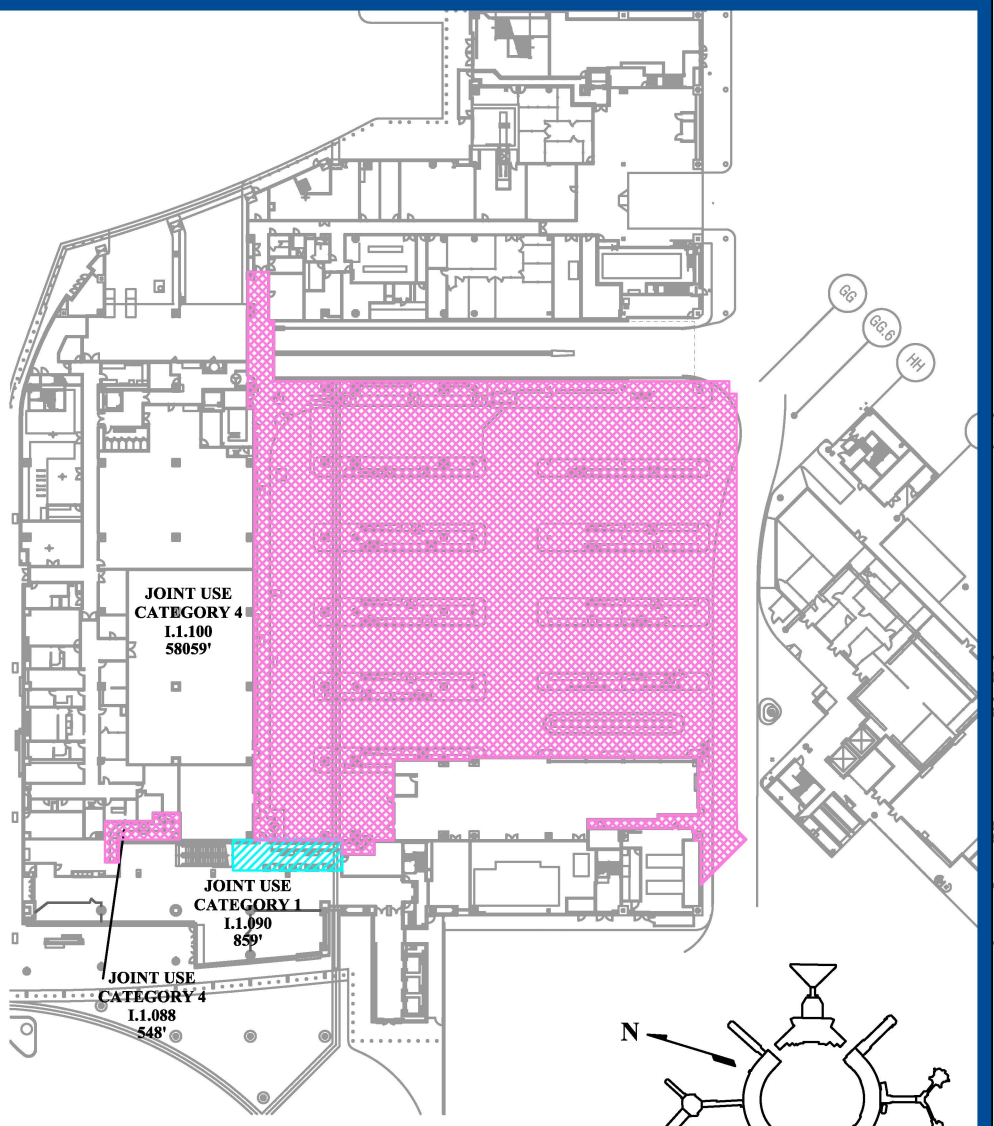 GG
GG.6
HH
JOINT USE
CATEGORY 4
I.1.100
58059'
JOINT USE
CATEGORY 1
I.1.090
859'
JOINT USE
CATEGORY 4
I.1.088
548'
N